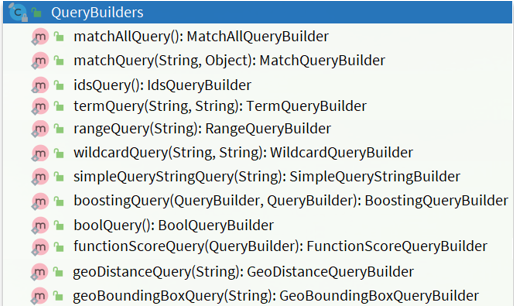 QueryBuilders
matchAllQuery(): MatchAllQueryBuilder
matchQuery(String, Object): MatchQueryBuilder
idsQuery(): IdsQueryBuilder
termQuery(String, String): TermQueryBuilder
rangeQuery(String): RangeQueryBuilder
wildcardQuery(String, String): WildcardQueryBuilder
simpleQueryStringQuery(String): SimpleQueryStringBuilder
boostingQuery(QueryBuilder, QueryBuilder): BoostingQueryBuilder
boolQuery(): BoolQueryBuilder
functionScoreQuery(QueryBuilder): FunctionScoreQueryBuilder
geoDistanceQuery(String): GeoDistanceQueryBuilder
geoBoundingBoxQuery(String): GeoBoundingBoxQueryBuilder